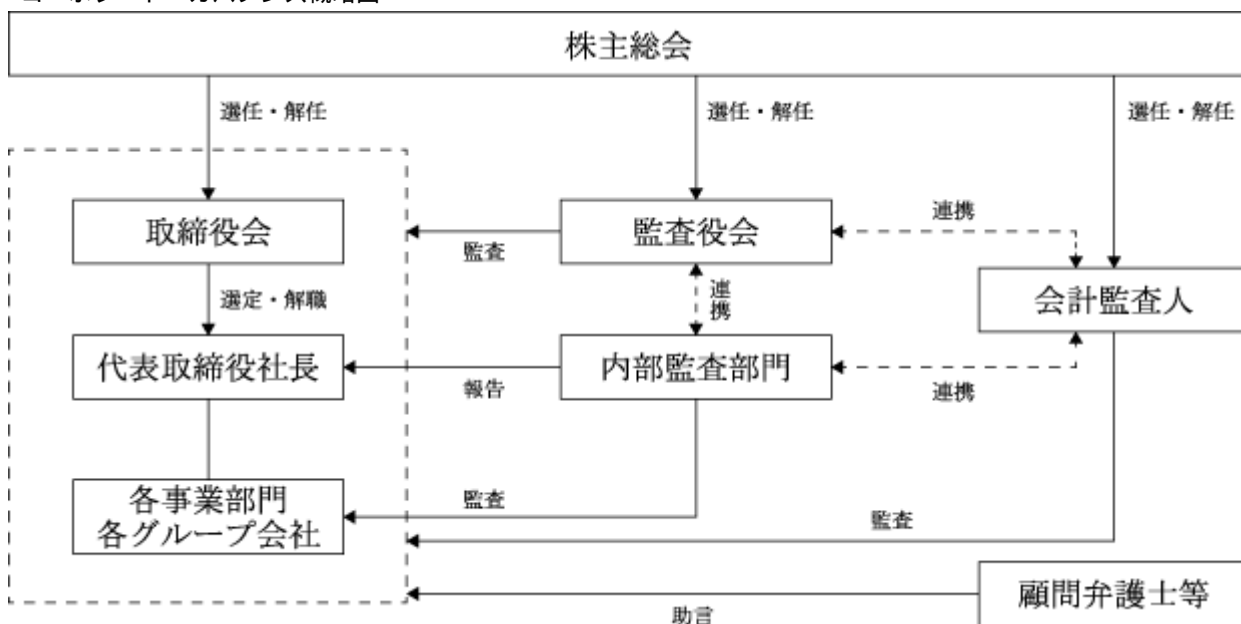 株主総会
選任・解任
選任・解任
選任・解任
取締役会
監査
監査役会
連携
選定・解職
連携
会計監査人
代表取締役社長
報告
内部監査部門
連携
各事業部門
各グループ会社
監査
監査
助言
顧問弁護士等